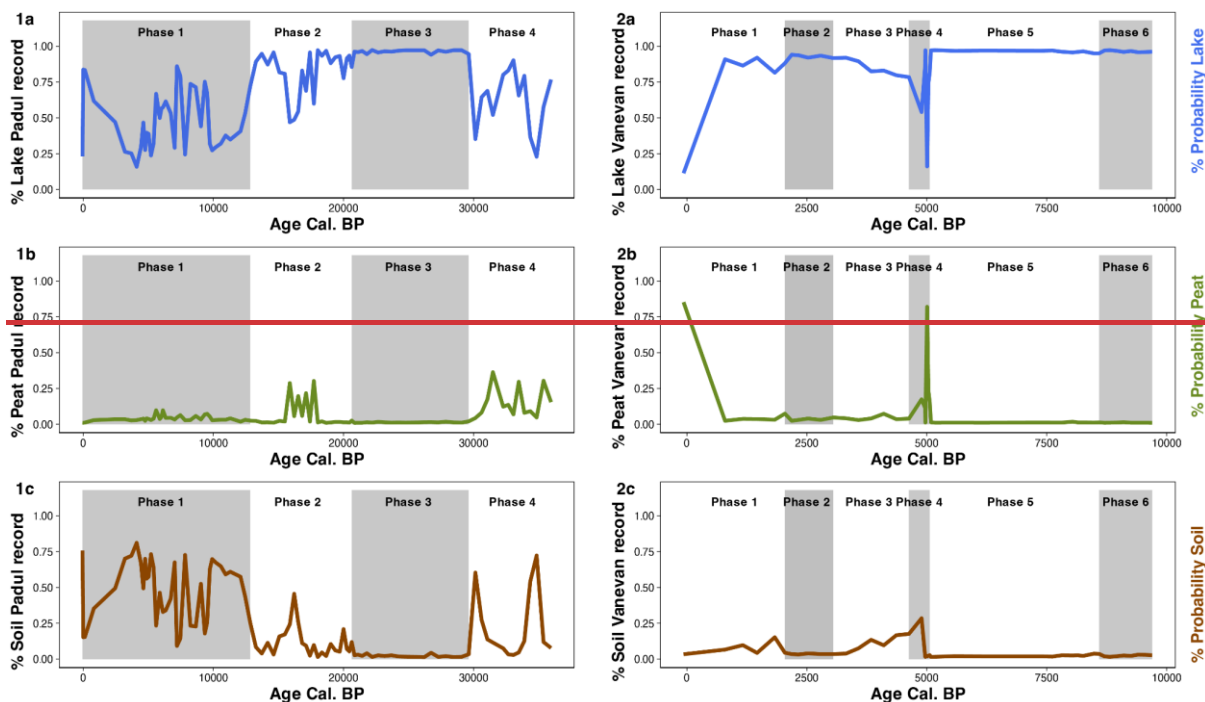 1a
% Lake Padul record
1.00
0.75
0.50
0.25
0.00
Phase 1
Phase 2
Phase 3
Phase 4
0
10000
20000
30000
Age Cal. BP
2a
% Lake Vanevan record
1.00
0.75
0.50
0.25
0.00
Phase 1
Phase 2
Phase 3
Phase 4
Phase 5
Phase 6
0
2500
5000
7500
10000
Age Cal. BP
% Probability Lake
1b
% Peat Padul record
1.00
0.75
0.50
0.25
0.00
Phase 1
Phase 2
Phase 3
Phase 4
0
10000
20000
30000
Age Cal. BP
2b
% Peat Vanevan record
1.00
0.75
0.50
0.25
0.00
Phase 1
Phase 2
Phase 3
Phase 4
Phase 5
Phase 6
0
2500
5000
7500
10000
Age Cal. BP
% Probability Peat
1c
% Soil Padul record
1.00
0.75
0.50
0.25
0.00
Phase 1
Phase 2
Phase 3
Phase 4
0
10000
20000
30000
Age Cal. BP
2c
% Soil Vanevan record
1.00
0.75
0.50
0.25
0.00
Phase 1
Phase 2
Phase 3
Phase 4
Phase 5
Phase 6
0
2500
5000
7500
10000
Age Cal. BP
% Probability Soil